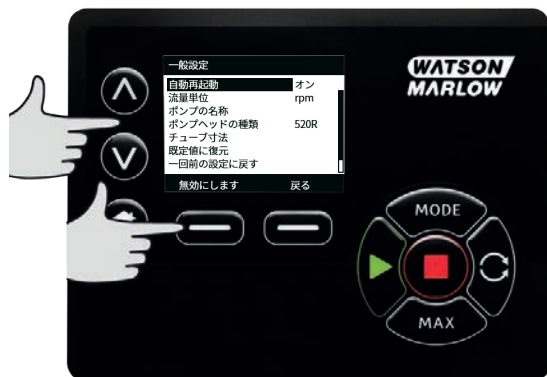 一般設定
自動再起動 オン
流量単位 rpm
ポンプの名称
ポンプヘッドの種類 520R
チューブ寸法
既定値に復元
一回前の設定に戻す
無効にします 戻る
WATSON
MARLOW
MODE
MAX